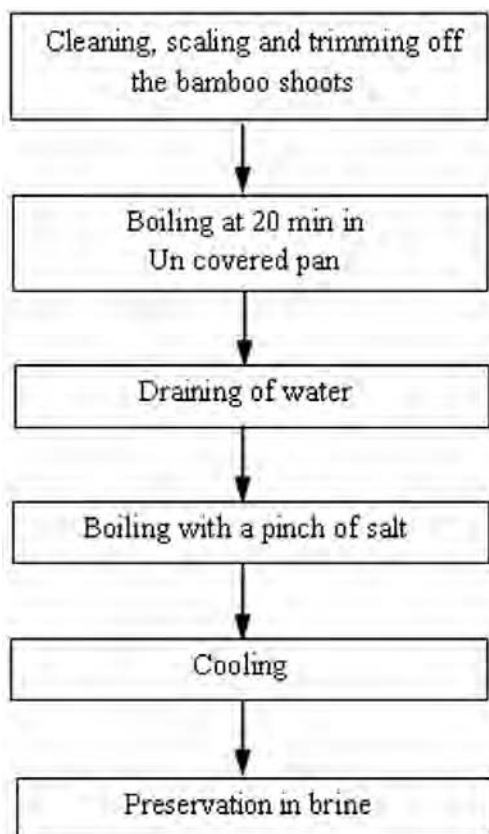 Cleaning, scaling and trimming off
the bamboo shoots
Boiling at 20 min in
Un covered pan
Draining of water
Boiling with a pinch of salt
Cooling
Preservation in brine